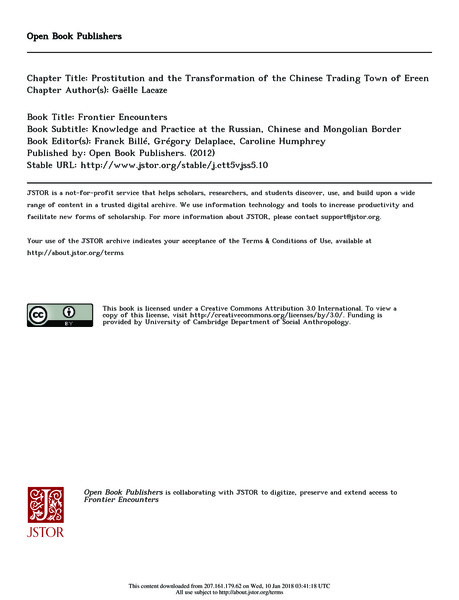 Open Book Publishers
Chapter Title: Prostitution and the Transformation of the Chinese Trading Town of Ereen
Chapter Author(s): Gaëlle Lacaze
Book Title: Frontier Encounters
Book Subtitle: Knowledge and Practice at the Russian, Chinese and Mongolian Border
Book Editor(s): Franck Billé, Grégory Delaplace, Caroline Humphrey
Published by: Open Book Publishers. (2012)
Stable URL: http://www.jstor.org/stable/j.ctt5vjss5.10
JSTOR is a not-for-profit service that helps scholars, researchers, and students discover, use, and build upon a wide
range of content in a trusted digital archive. We use information technology and tools to increase productivity and
facilitate new forms of scholarship. For more information about JSTOR, please contact support@jstor.org.
Your use of the JSTOR archive indicates your acceptance of the Terms & Conditions of Use, available at
http://about.jstor.org/terms
cc
BY
This book is licensed under a Creative Commons Attribution 3.0 International. To view a
copy of this license, visit http://creativecommons.org/licenses/by/3.0/. Funding is
provided by University of Cambridge Department of Social Anthropology.
JSTOR
Open Book Publishers is collaborating with JSTOR to digitize, preserve and extend access to
Frontier Encounters
This content downloaded from 207.161.179.62 on Wed, 10 Jan 2018 03:41:18 UTC
All use subject to http://about.jstor.org/terms